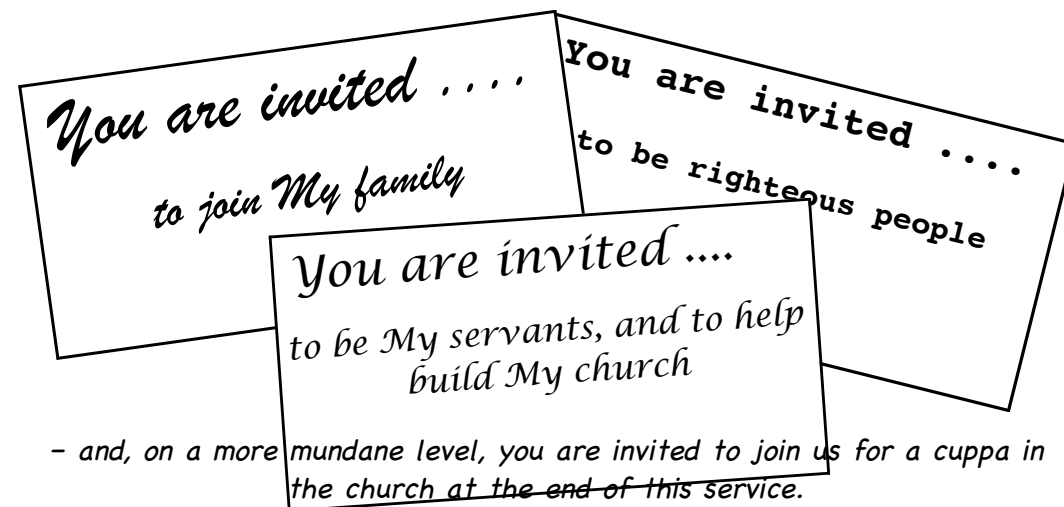 You are invited ....
to join My family
You are invited ....
to be righteous people
You are invited ....
to be My servants, and to help
build My church
– and, on a more mundane level, you are invited to join us for a cuppa in
the church at the end of this service.